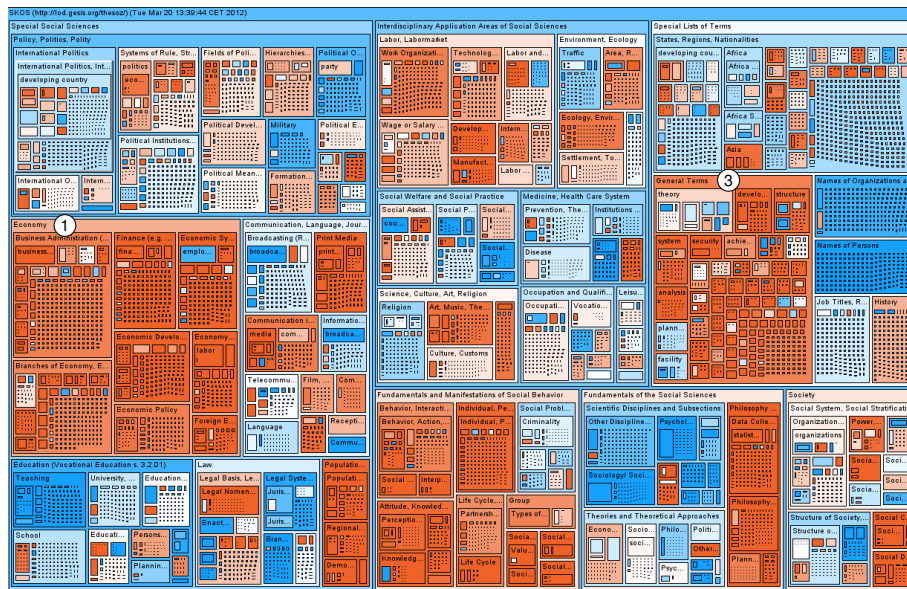 SKOS (http://lod.gesis.org/thesoz/) (Tue Mar 20 13:39:44 CET 2012)
Special Social Sciences
Policy, Politics, Polity
International Politics
International Politics, Int...
developing country
International O...
Intern...
Systems of Rule, Str...
politics
eco...
Political Institutions...
Fields of Poli...
Political Devel...
Political Mean...
Hierarchies...
Military
Formation...
Political O...
party
Political E...
Economy
1
Business Administration (...
business...
Branches of Economy, E...
Finance (e.g. ...
fina...
Economic Develo...
Economic Policy
Economic Sy...
emplo...
Economy...
labor
Foreign E...
Communication, Language, Jour...
Broadcasting (R...
broadca...
Print Media
print...
Communication i...
media
com...
Informatio...
broadca...
Telecommu...
Language
Film,...
Com...
Recepti...
Commu...
Education (Vocational Education s. 3.2.01)
Teaching
University, ...
Education...
School
Educati...
Persons...
Plannin...
Law
Legal Basis, Le...
Legal Nomen...
Enact...
Legal Syste...
Juris...
Juris...
Bran...
Populatio...
Populati...
Regional...
Demo...
Interdisciplinary Application Areas of Social Sciences
Labor, Labormarket
Work Organizati...
Wage or Salary ...
Technolog...
Develop...
Manufact...
Labor and...
Intern...
Labor ...
Environment, Ecology
Traffic
Area, R...
Ecology, Envir...
Settlement, To...
Social Welfare and Social Practice
Social Assist...
cou...
Social P...
Social...
Social...
Medicine, Health Care System
Prevention, The...
Disease
Institutions ...
Science, Culture, Art, Religion
Religion
Art, Music, The...
Culture, Customs
Occupation and Qualifi...
Occupati...
Vocatio...
Leisu...
Special Lists of Terms
States, Regions, Nationalities
developing cou...
Africa
Africa ...
Africa S...
Asia
General Terms
3
theory
develo...
structure
system
security
achie...
analysis
plann...
facility
Names of Organizations a
Names of Persons
Job Titles, R...
History
Fundamentals and Manifestations of Social Behavior
Behavior, Interacti...
Behavior, Action,...
Social ...
Interp...
Attitude, Knowled...
Perceptio...
Knowledg...
Individual, Pe...
Individual, P...
Life Cycle,...
Partnersh...
Life Cycle
Social Probl...
Criminality
Group
Types of...
Socia...
Valu...
Soci...
Social...
Social...
Fundamentals of the Social Sciences
Scientific Disciplines and Subsections
Other Discipline...
Psychol...
Sociology/ Soci...
Theories and Theoretical Approaches
Econo...
Socio...
soci...
Philo...
Psyc...
Politi...
Other...
Philosophy ...
Data Colle...
statist...
Philosophy...
Plann...
Society
Social System, Social Stratificati
Organization...
organizations
Power,...
Socia...
Socia...
Soci...
Soci...
Structure of Society,...
Structure o...
Social C...
Soci...
Social D...